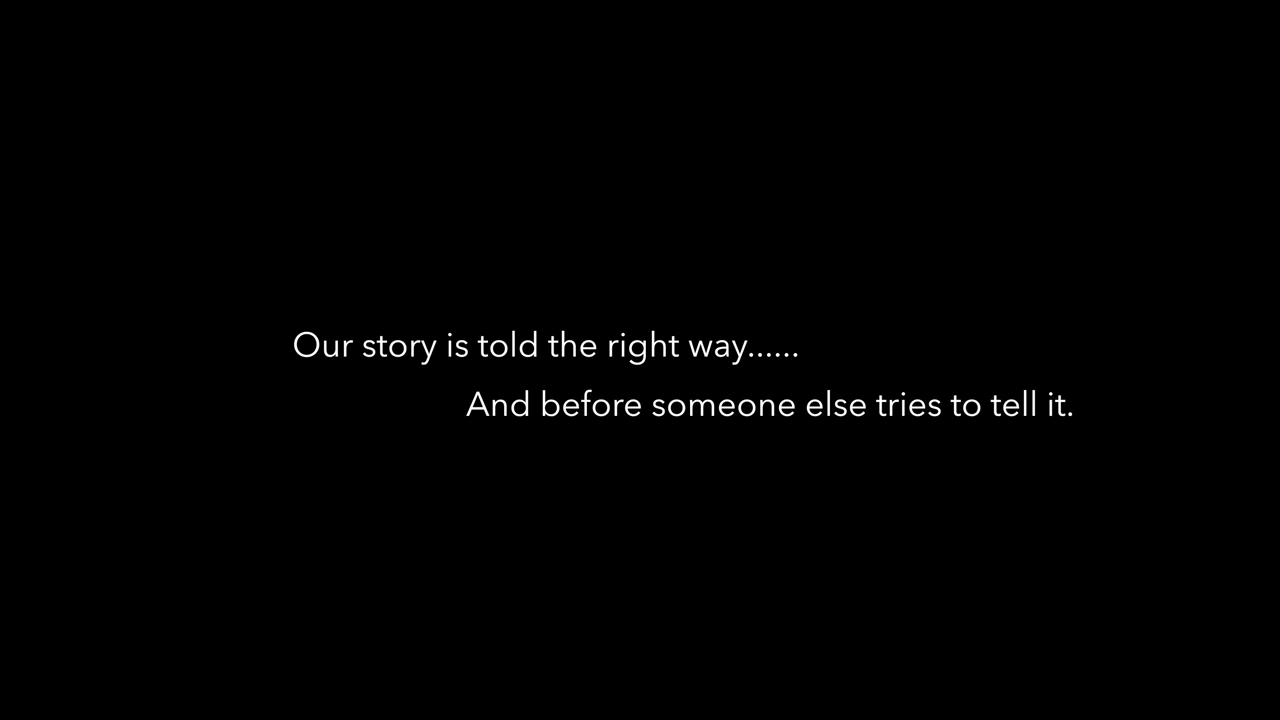 Our story is told the right way......
And before someone else tries to tell it.